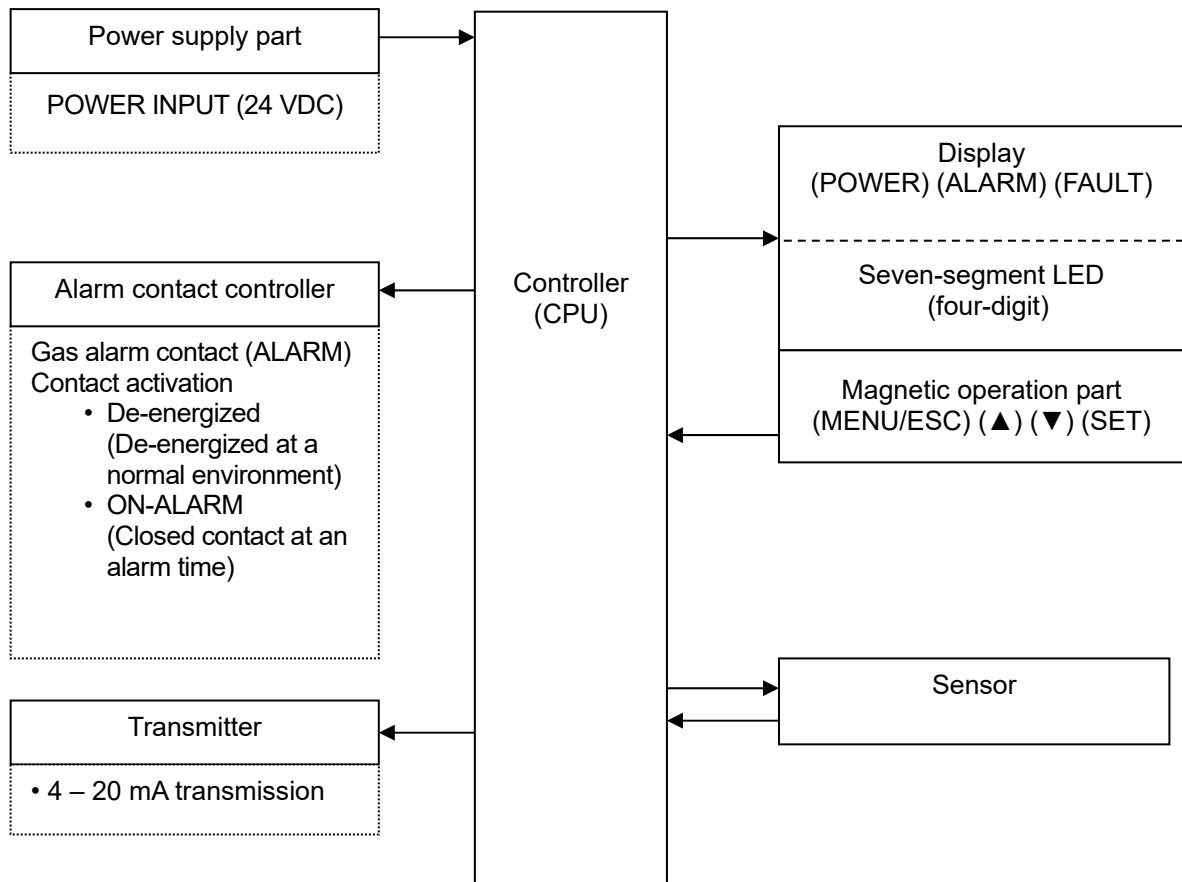 Power supply part
POWER INPUT (24 VDC)
Alarm contact controller
Gas alarm contact (ALARM)
Contact activation
• De-energized
(De-energized at a
normal environment)
• ON-ALARM
(Closed contact at an
alarm time)
Transmitter
• 4 – 20 mA transmission
Controller
(CPU)
Display
(POWER) (ALARM) (FAULT)
Seven-segment LED
(four-digit)
Magnetic operation part
(MENU/ESC) (▲) (▼) (SET)
Sensor